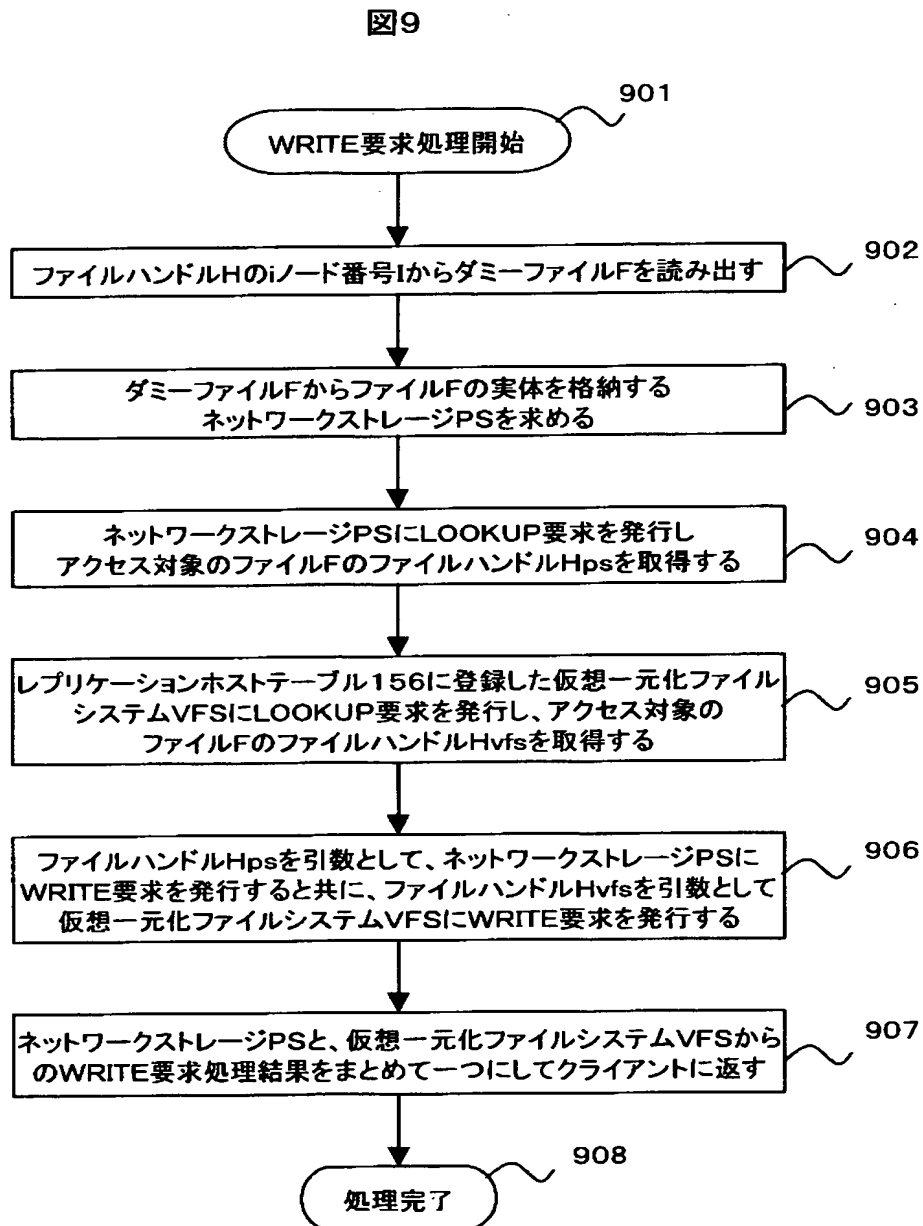 図9
901
WRITE要求処理開始
902
ファイルハンドルHのiノード番号IからダミーファイルFを読み出す
ダミーファイルFからファイルFの実体を格納する
ネットワークストレージPSを求める
903
ネットワークストレージPSにLOOKUP要求を発行し
アクセス対象のファイルFのファイルハンドルHpsを取得する
904
レプリケーションホストテーブル156に登録した仮想一元化ファイル
システムVFSにLOOKUP要求を発行し、アクセス対象の
ファイルFのファイルハンドルHvfsを取得する
905
ファイルハンドルHpsを引数として、ネットワークストレージPSに
WRITE要求を発行すると共に、ファイルハンドルHvfsを引数として
仮想一元化ファイルシステムVFSにWRITE要求を発行する
906
ネットワークストレージPSと、仮想一元化ファイルシステムVFSから
のWRITE要求処理結果をまとめて一つにしてクライアントに返す
907
908
処理完了